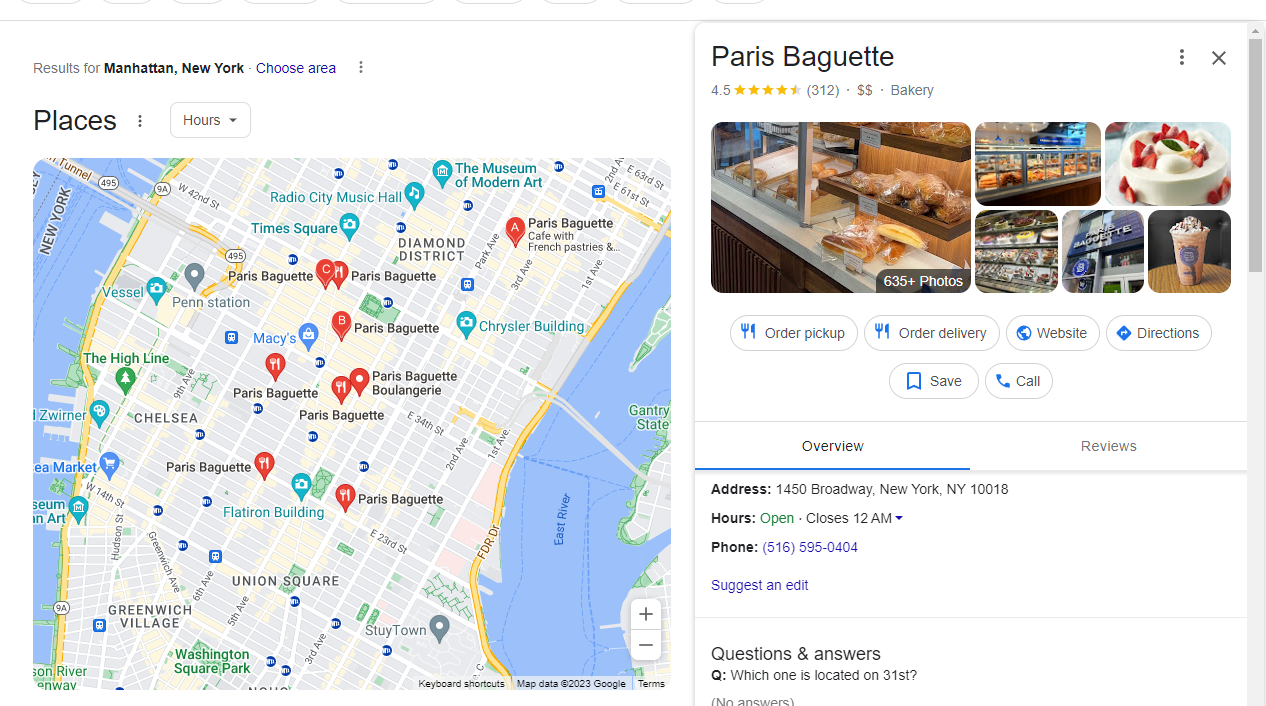 Results for Manhattan, New York · Choose area
Places
Hours
Tunnel
495
9A
W 42nd St
NEW YORK
The Museum
of Modern Art
2nd Ave
E 63rd St
E 61st St
Radio City Music Hall
Times Square
A
Paris Baguette
Cafe with
French pastries &...
DIAMOND
DISTRICT
Park Ave
3rd Ave
1st Ave
495
Paris Baguette
C
Paris Baguette
Vessel
Penn station
B
Paris Baguette
Chrysler Building
Macy's
The High Line
Paris Baguette
9th Ave
Paris Baguette
Boulangerie
Paris Baguette
E 34th St
Gantry
State
Zwirner
CHELSEA
2nd Ave
1st Ave
ea Market
Paris Baguette
W 14th St
Paris Baguette
Flatiron Building
East River
FDR Dr
E 23rd St
Hudson St
Greenwich Ave
6th Ave
5th Ave
UNION SQUARE
9A
GREENWICH
VILLAGE
StuyTown
3rd Ave
Washington
Square Park
son River
eenway
NOHO
Keyboard shortcuts
Map data ©2023 Google
Terms
Paris Baguette
4.5 (312) · $$ · Bakery
PARIS
BAGUETTE
635+ Photos
Order pickup
Order delivery
Website
Directions
Save
Call
Overview
Reviews
Address: 1450 Broadway, New York, NY 10018
Hours: Open · Closes 12 AM
Phone: (516) 595-0404
Suggest an edit
Questions & answers
Q: Which one is located on 31st?
(No answers)